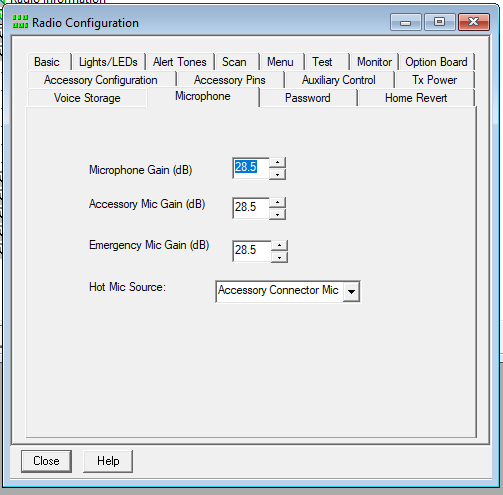 Radio Information
Radio Configuration
Basic Lights/LEDs Alert Tones Scan Menu Test Monitor Option Board
Accessory Configuration Accessory Pins Auxiliary Control Tx Power
Voice Storage Microphone Password Home Revert
Microphone Gain (dB) 28.5
Accessory Mic Gain (dB) 28.5
Emergency Mic Gain (dB) 28.5
Hot Mic Source: Accessory Connector Mic
Close Help